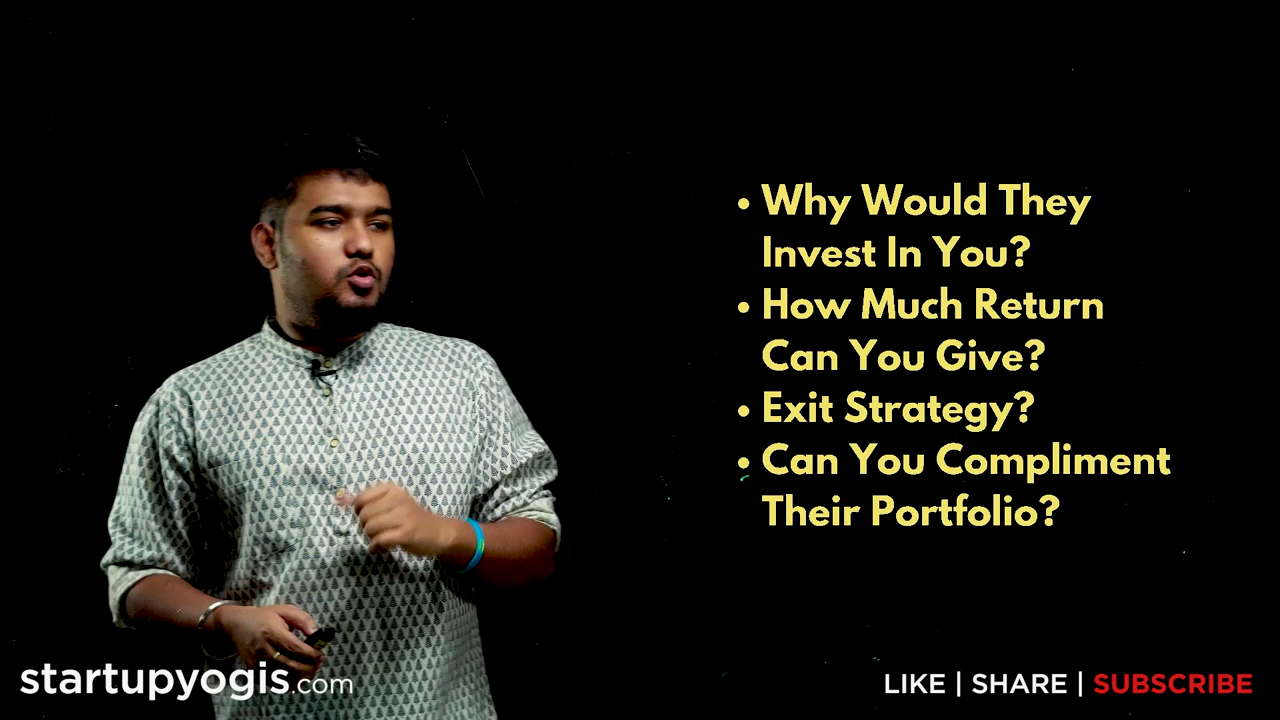 • Why Would They
Invest In You?
• How Much Return
Can You Give?
• Exit Strategy?
• Can You Compliment
Their Portfolio?
startupyogis.com
LIKE | SHARE | SUBSCRIBE